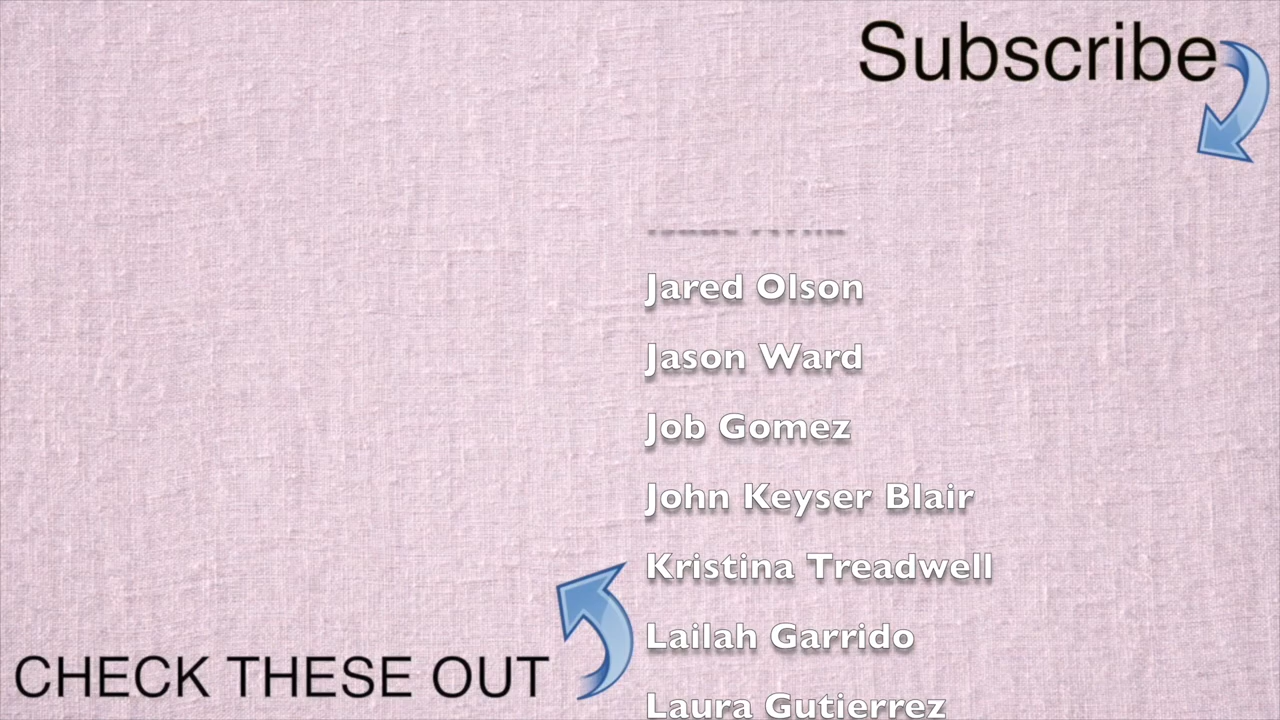 Subscribe
Jared Olson
Jason Ward
Job Gomez
John Keyser Blair
Kristina Treadwell
Lailah Garrido
CHECK THESE OUT
Laura Gutierrez